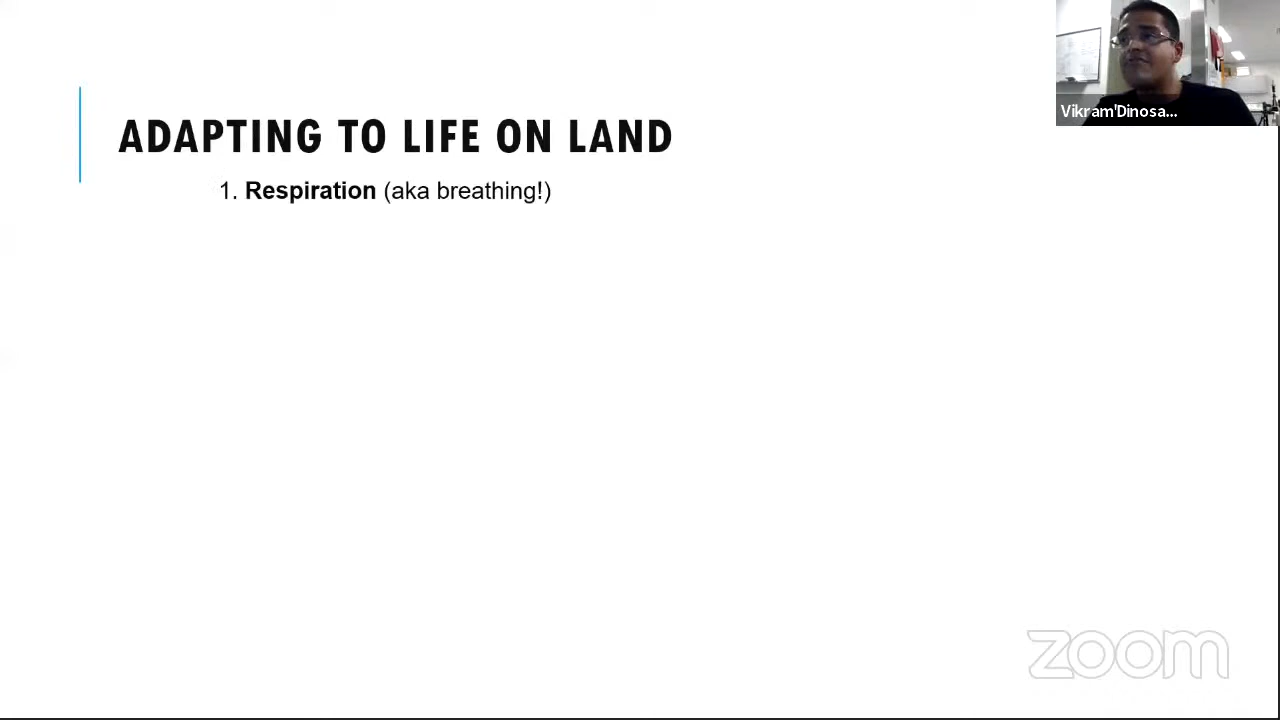 Vikram'Dinosa...
ADAPTING TO LIFE ON LAND
1. Respiration (aka breathing!)
zoom